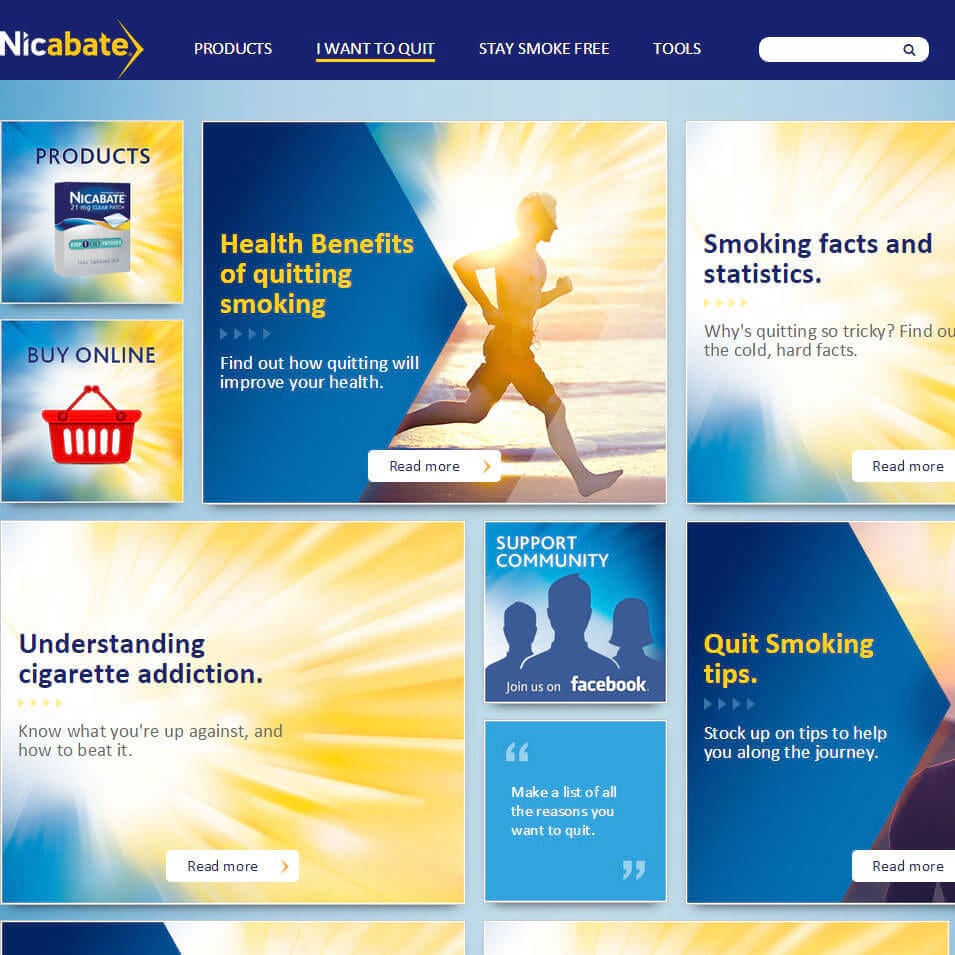 Nicabate
PRODUCTS
I WANT TO QUIT
STAY SMOKE FREE
TOOLS
PRODUCTS
NICABATE
21 mg CLEAR PATCH
BUY ONLINE
Health Benefits
of quitting
smoking
Find out how quitting will
improve your health.
Read more
Smoking facts and
statistics.
Why's quitting so tricky? Find ou
the cold, hard facts.
Read more
Understanding
cigarette addiction.
Know what you're up against, and
how to beat it.
Read more
SUPPORT
COMMUNITY
Join us on facebook
“
Make a list of all
the reasons you
want to quit.
”
Quit Smoking
tips.
Stock up on tips to help
you along the journey.
Read more